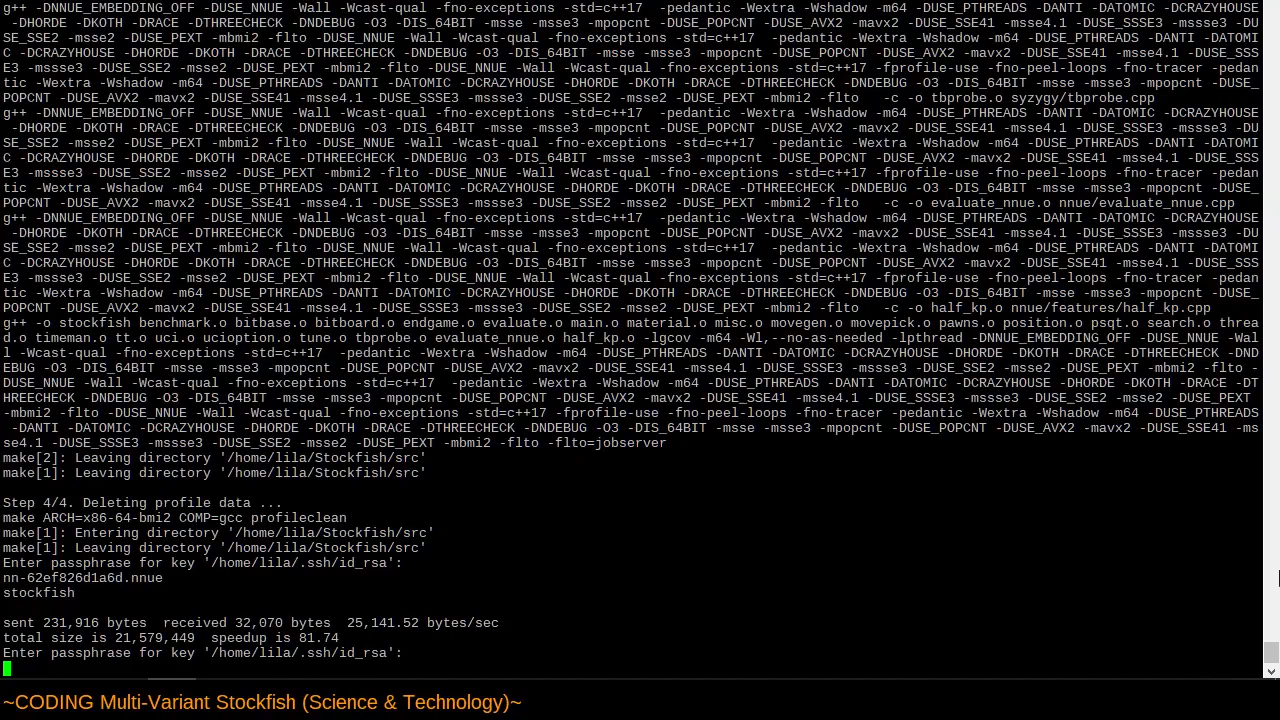 g++ -DNNUE_EMBEDDING_OFF -DUSE_NNUE -Wall -Wcast-qual -fno-exceptions -std=c++17  -pedantic -Wextra -Wshadow -m64 -DUSE_PTHREADS -DANTI -DATOMIC -DCRAZYHOUSE
 -DHORDE -DKOTH -DRACE -DTHREECHECK -DNDEBUG -O3 -DIS_64BIT -msse -msse3 -mpopcnt -DUSE_POPCNT -DUSE_AVX2 -mavx2 -DUSE_SSE41 -msse4.1 -DUSE_SSSE3 -mssse3 -DU
SE_SSE2 -msse2 -DUSE_PEXT -mbmi2 -flto -DUSE_NNUE -Wall -Wcast-qual -fno-exceptions -std=c++17  -pedantic -Wextra -Wshadow -m64 -DUSE_PTHREADS -DANTI -DATOMI
C -DCRAZYHOUSE -DHORDE -DKOTH -DRACE -DTHREECHECK -DNDEBUG -O3 -DIS_64BIT -msse -msse3 -mpopcnt -DUSE_POPCNT -DUSE_AVX2 -mavx2 -DUSE_SSE41 -msse4.1 -DUSE_SSS
E3 -mssse3 -DUSE_SSE2 -msse2 -DUSE_PEXT -mbmi2 -flto -DUSE_NNUE -Wall -Wcast-qual -fno-exceptions -std=c++17 -fprofile-use -fno-peel-loops -fno-tracer -pedan
tic -Wextra -Wshadow -m64 -DUSE_PTHREADS -DANTI -DATOMIC -DCRAZYHOUSE -DHORDE -DKOTH -DRACE -DTHREECHECK -DNDEBUG -O3 -DIS_64BIT -msse -msse3 -mpopcnt -DUSE_
POPCNT -DUSE_AVX2 -mavx2 -DUSE_SSE41 -msse4.1 -DUSE_SSSE3 -mssse3 -DUSE_SSE2 -msse2 -DUSE_PEXT -mbmi2 -flto   -c -o tbprobe.o syzygy/tbprobe.cpp
g++ -DNNUE_EMBEDDING_OFF -DUSE_NNUE -Wall -Wcast-qual -fno-exceptions -std=c++17  -pedantic -Wextra -Wshadow -m64 -DUSE_PTHREADS -DANTI -DATOMIC -DCRAZYHOUSE
 -DHORDE -DKOTH -DRACE -DTHREECHECK -DNDEBUG -O3 -DIS_64BIT -msse -msse3 -mpopcnt -DUSE_POPCNT -DUSE_AVX2 -mavx2 -DUSE_SSE41 -msse4.1 -DUSE_SSSE3 -mssse3 -DU
SE_SSE2 -msse2 -DUSE_PEXT -mbmi2 -flto -DUSE_NNUE -Wall -Wcast-qual -fno-exceptions -std=c++17  -pedantic -Wextra -Wshadow -m64 -DUSE_PTHREADS -DANTI -DATOMI
C -DCRAZYHOUSE -DHORDE -DKOTH -DRACE -DTHREECHECK -DNDEBUG -O3 -DIS_64BIT -msse -msse3 -mpopcnt -DUSE_POPCNT -DUSE_AVX2 -mavx2 -DUSE_SSE41 -msse4.1 -DUSE_SSS
E3 -mssse3 -DUSE_SSE2 -msse2 -DUSE_PEXT -mbmi2 -flto -DUSE_NNUE -Wall -Wcast-qual -fno-exceptions -std=c++17 -fprofile-use -fno-peel-loops -fno-tracer -pedan
tic -Wextra -Wshadow -m64 -DUSE_PTHREADS -DANTI -DATOMIC -DCRAZYHOUSE -DHORDE -DKOTH -DRACE -DTHREECHECK -DNDEBUG -O3 -DIS_64BIT -msse -msse3 -mpopcnt -DUSE_
POPCNT -DUSE_AVX2 -mavx2 -DUSE_SSE41 -msse4.1 -DUSE_SSSE3 -mssse3 -DUSE_SSE2 -msse2 -DUSE_PEXT -mbmi2 -flto   -c -o evaluate_nnue.o nnue/evaluate_nnue.cpp
g++ -DNNUE_EMBEDDING_OFF -DUSE_NNUE -Wall -Wcast-qual -fno-exceptions -std=c++17  -pedantic -Wextra -Wshadow -m64 -DUSE_PTHREADS -DANTI -DATOMIC -DCRAZYHOUSE
 -DHORDE -DKOTH -DRACE -DTHREECHECK -DNDEBUG -O3 -DIS_64BIT -msse -msse3 -mpopcnt -DUSE_POPCNT -DUSE_AVX2 -mavx2 -DUSE_SSE41 -msse4.1 -DUSE_SSSE3 -mssse3 -DU
SE_SSE2 -msse2 -DUSE_PEXT -mbmi2 -flto -DUSE_NNUE -Wall -Wcast-qual -fno-exceptions -std=c++17  -pedantic -Wextra -Wshadow -m64 -DUSE_PTHREADS -DANTI -DATOMI
C -DCRAZYHOUSE -DHORDE -DKOTH -DRACE -DTHREECHECK -DNDEBUG -O3 -DIS_64BIT -msse -msse3 -mpopcnt -DUSE_POPCNT -DUSE_AVX2 -mavx2 -DUSE_SSE41 -msse4.1 -DUSE_SSS
E3 -mssse3 -DUSE_SSE2 -msse2 -DUSE_PEXT -mbmi2 -flto -DUSE_NNUE -Wall -Wcast-qual -fno-exceptions -std=c++17 -fprofile-use -fno-peel-loops -fno-tracer -pedan
tic -Wextra -Wshadow -m64 -DUSE_PTHREADS -DANTI -DATOMIC -DCRAZYHOUSE -DHORDE -DKOTH -DRACE -DTHREECHECK -DNDEBUG -O3 -DIS_64BIT -msse -msse3 -mpopcnt -DUSE_
POPCNT -DUSE_AVX2 -mavx2 -DUSE_SSE41 -msse4.1 -DUSE_SSSE3 -mssse3 -DUSE_SSE2 -msse2 -DUSE_PEXT -mbmi2 -flto   -c -o half_kp.o nnue/features/half_kp.cpp
g++ -o stockfish benchmark.o bitbase.o bitboard.o endgame.o evaluate.o main.o material.o misc.o movegen.o movepick.o pawns.o position.o psqt.o search.o threa
d.o timeman.o tt.o uci.o ucioption.o tune.o tbprobe.o evaluate_nnue.o half_kp.o -lgcov -m64 -Wl,--no-as-needed -lpthread -DNNUE_EMBEDDING_OFF -DUSE_NNUE -Wal
l -Wcast-qual -fno-exceptions -std=c++17  -pedantic -Wextra -Wshadow -m64 -DUSE_PTHREADS -DANTI -DATOMIC -DCRAZYHOUSE -DHORDE -DKOTH -DRACE -DTHREECHECK -DND
EBUG -O3 -DIS_64BIT -msse -msse3 -mpopcnt -DUSE_POPCNT -DUSE_AVX2 -mavx2 -DUSE_SSE41 -msse4.1 -DUSE_SSSE3 -mssse3 -DUSE_SSE2 -msse2 -DUSE_PEXT -mbmi2 -flto -
DUSE_NNUE -Wall -Wcast-qual -fno-exceptions -std=c++17  -pedantic -Wextra -Wshadow -m64 -DUSE_PTHREADS -DANTI -DATOMIC -DCRAZYHOUSE -DHORDE -DKOTH -DRACE -DT
HREECHECK -DNDEBUG -O3 -DIS_64BIT -msse -msse3 -mpopcnt -DUSE_POPCNT -DUSE_AVX2 -mavx2 -DUSE_SSE41 -msse4.1 -DUSE_SSSE3 -mssse3 -DUSE_SSE2 -msse2 -DUSE_PEXT
-mbmi2 -flto -DUSE_NNUE -Wall -Wcast-qual -fno-exceptions -std=c++17 -fprofile-use -fno-peel-loops -fno-tracer -pedantic -Wextra -Wshadow -m64 -DUSE_PTHREADS
 -DANTI -DATOMIC -DCRAZYHOUSE -DHORDE -DKOTH -DRACE -DTHREECHECK -DNDEBUG -O3 -DIS_64BIT -msse -msse3 -mpopcnt -DUSE_POPCNT -DUSE_AVX2 -mavx2 -DUSE_SSE41 -ms
se4.1 -DUSE_SSSE3 -mssse3 -DUSE_SSE2 -msse2 -DUSE_PEXT -mbmi2 -flto -flto=jobserver
make[2]: Leaving directory '/home/lila/Stockfish/src'
make[1]: Leaving directory '/home/lila/Stockfish/src'

Step 4/4. Deleting profile data ...
make ARCH=x86-64-bmi2 COMP=gcc profileclean
make[1]: Entering directory '/home/lila/Stockfish/src'
make[1]: Leaving directory '/home/lila/Stockfish/src'
Enter passphrase for key '/home/lila/.ssh/id_rsa':
nn-62ef826d1a6d.nnue
stockfish

sent 231,916 bytes  received 32,070 bytes  25,141.52 bytes/sec
total size is 21,579,449  speedup is 81.74
Enter passphrase for key '/home/lila/.ssh/id_rsa':
~CODING Multi-Variant Stockfish (Science & Technology)~